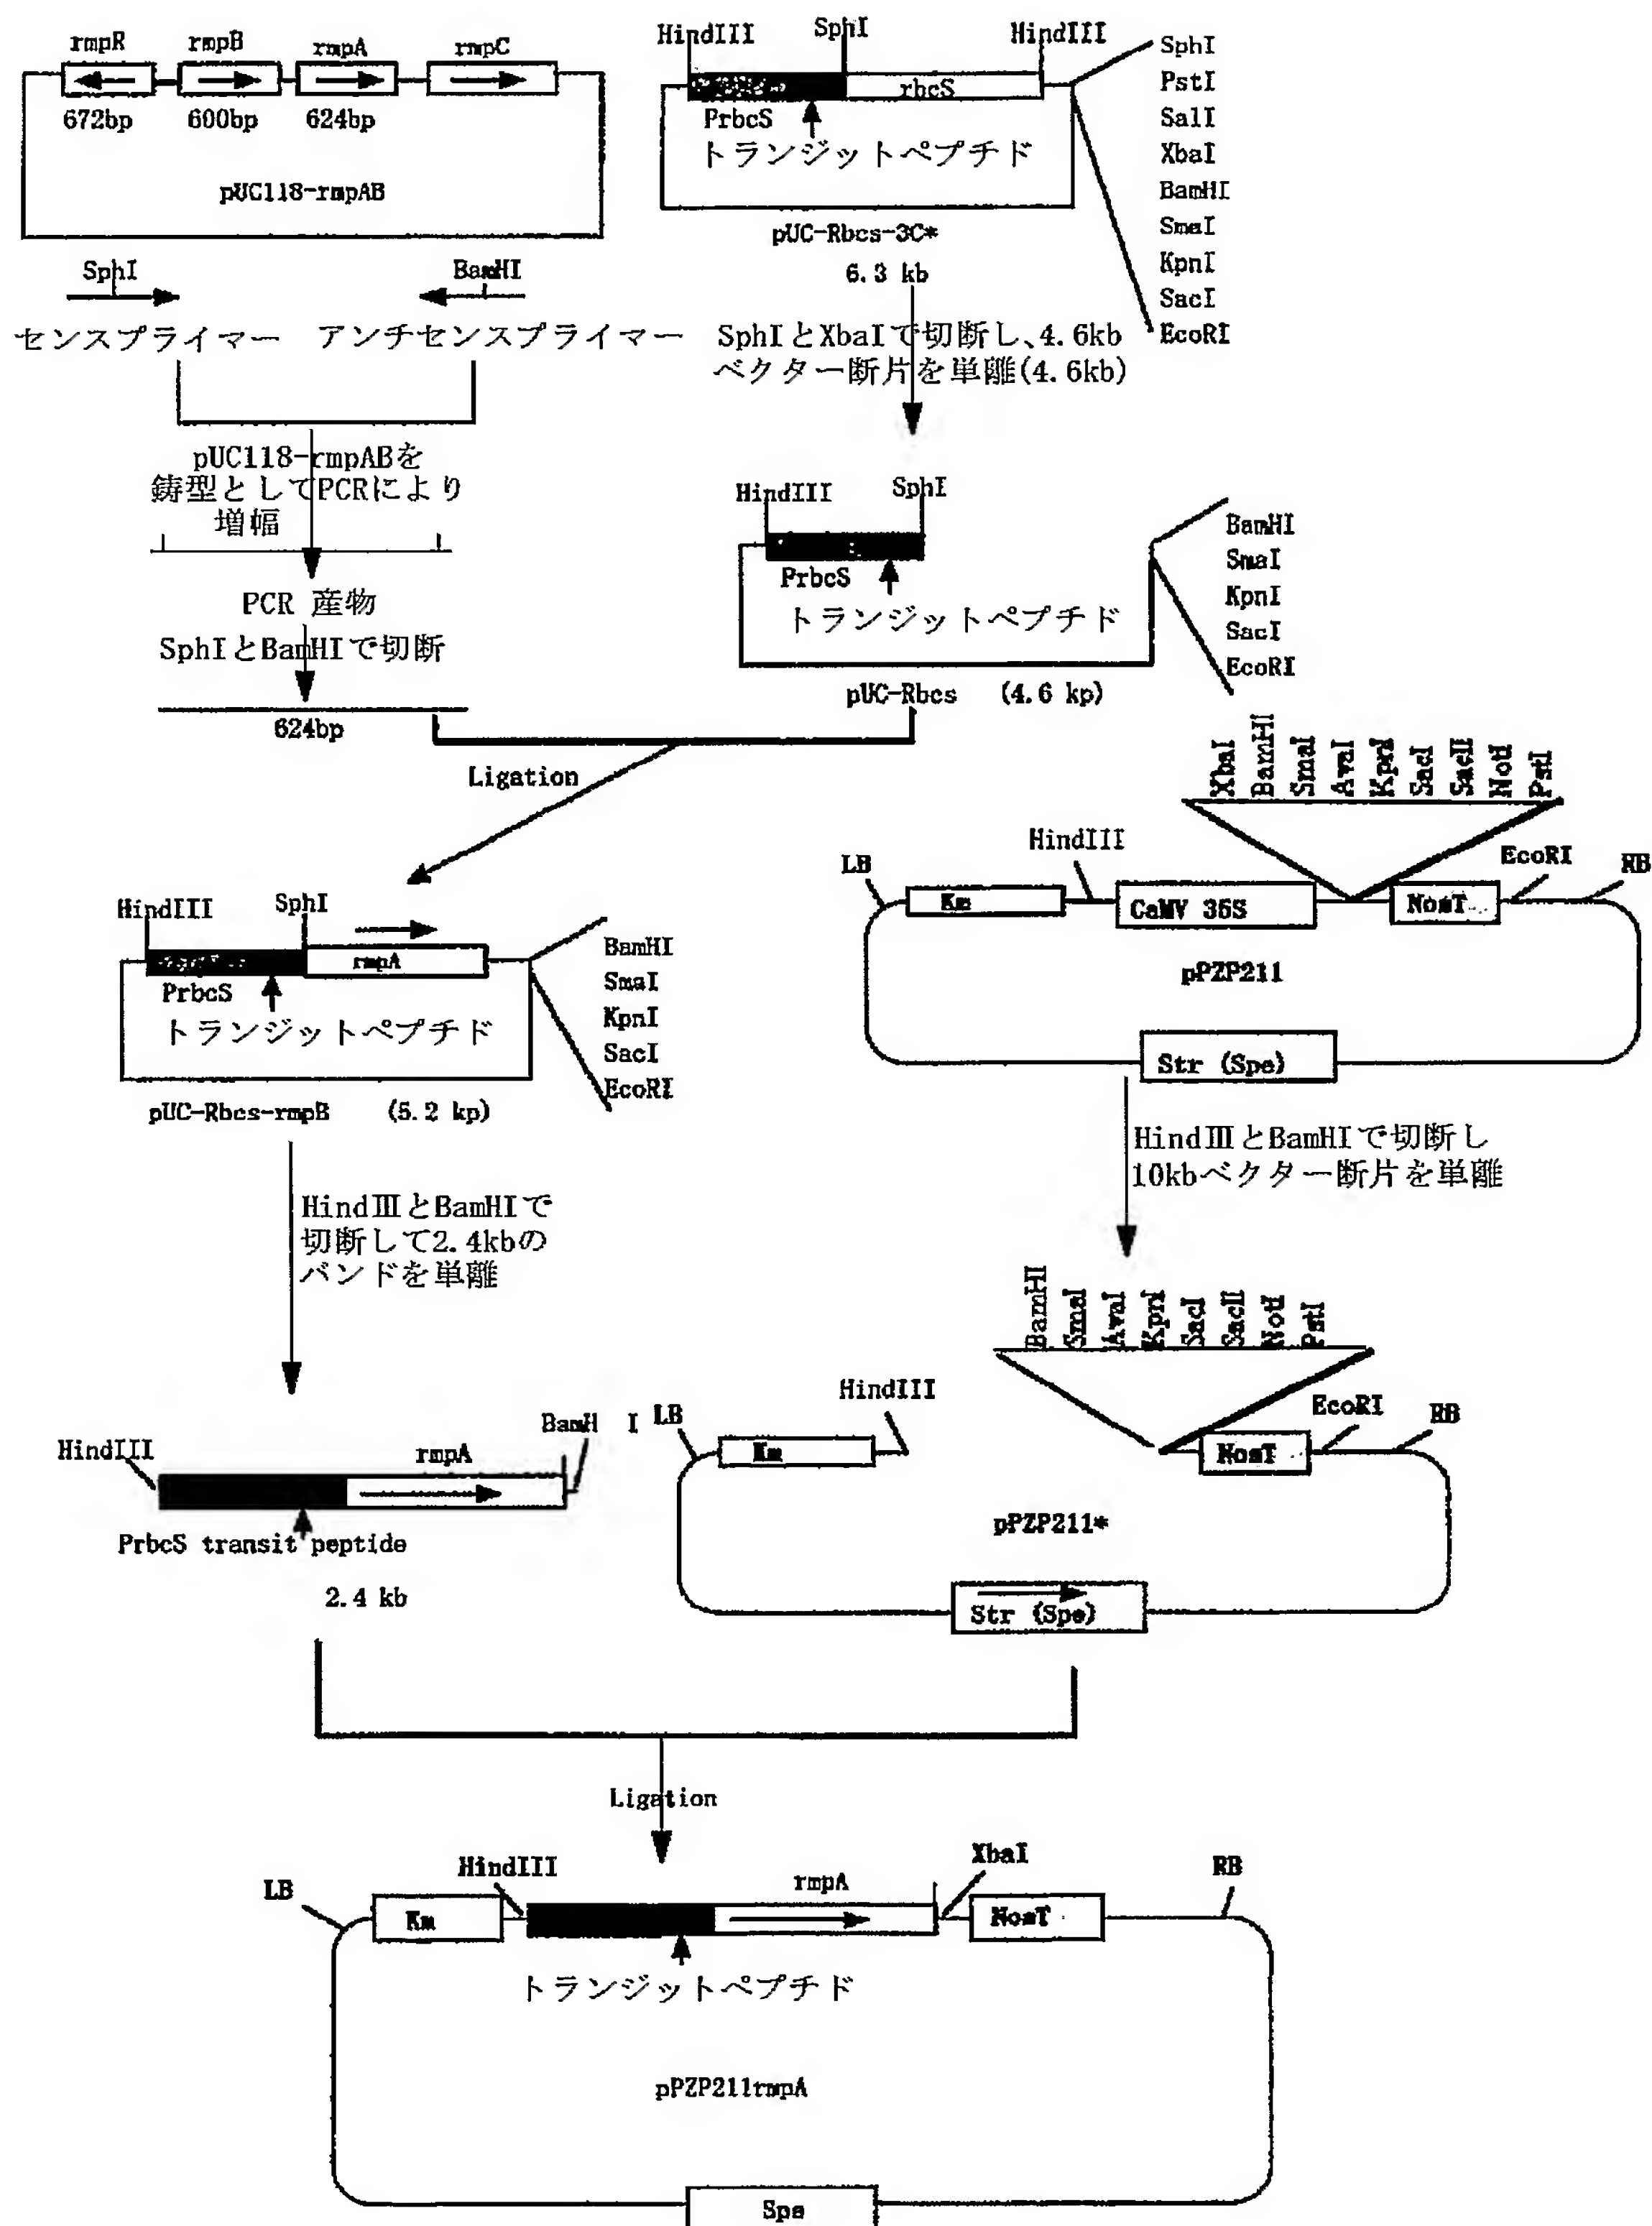 rmpR rmpB rmpA rmpC
672bp 600bp 624bp
pUC118-rmpAB
SphI BamHI
センスプライマー アンチセンスプライマー
pUC118-rmpABを
鋳型としてPCRにより
増幅
PCR 産物
SphIとBamHIで切断
624bp
HindIII SphI HindIII
rbcS
PrbcS
トランジットペプチド
pUC-Rbcs-3C*
6.3 kb
SphI
PstI
SalI
XbaI
BamHI
SmaI
KpnI
SacI
EcoRI
SphIとXbaIで切断し、4.6kb
ベクター断片を単離(4.6kb)
HindIII SphI
PrbcS
トランジットペプチド
pUC-Rbcs (4.6 kp)
BamHI
SmaI
KpnI
SacI
EcoRI
Ligation
HindIII SphI
rmpA
PrbcS
トランジットペプチド
pUC-Rbcs-rmpB (5.2 kp)
BamHI
SmaI
KpnI
SacI
EcoRI
XbaI
BamHI
SmaI
AvaI
KpnI
SacI
SacII
NotI
PstI
LB HindIII EcoRI RB
Km CaMV 35S NosT
pPZP211
Str (Spe)
HindⅢとBamHIで切断し
10kbベクター断片を単離
HindⅢとBamHIで
切断して2.4kbの
バンドを単離
HindIII rmpA BamH I
PrbcS transit peptide
2.4 kb
BamHI
SmaI
AvaI
KpnI
SacI
SacII
NotI
PstI
LB HindIII EcoRI RB
Km NosT
pPZP211*
Str (Spe)
Ligation
LB HindIII rmpA XbaI RB
Km NosT
トランジットペプチド
pPZP211rmpA
Spe